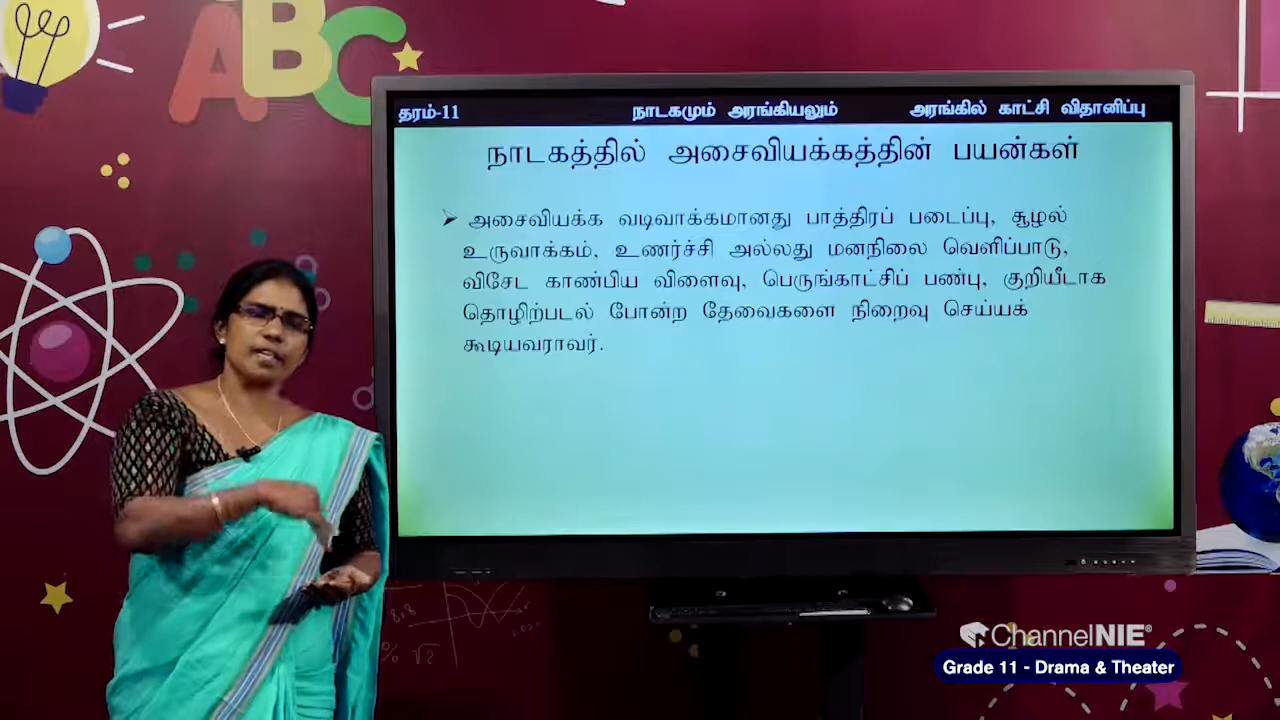 ABC
தரம்-11 நாடகமும் அரங்கியலும் அரங்கில் காட்சி விதானிப்பு
நாடகத்தில் அசைவியக்கத்தின் பயன்கள்
அசைவியக்க வடிவாக்கமானது பாத்திரப் படைப்பு, சூழல்
உருவாக்கம், உணர்ச்சி அல்லது மனநிலை வெளிப்பாடு,
விசேட காண்பிய விளைவு, பெருங்காட்சிப் பண்பு, குறியீடாக
தொழிற்படல் போன்ற தேவைகளை நிறைவு செய்யக்
கூடியவராவர்.
% √2
ChannelNIE®
Grade 11 - Drama & Theater